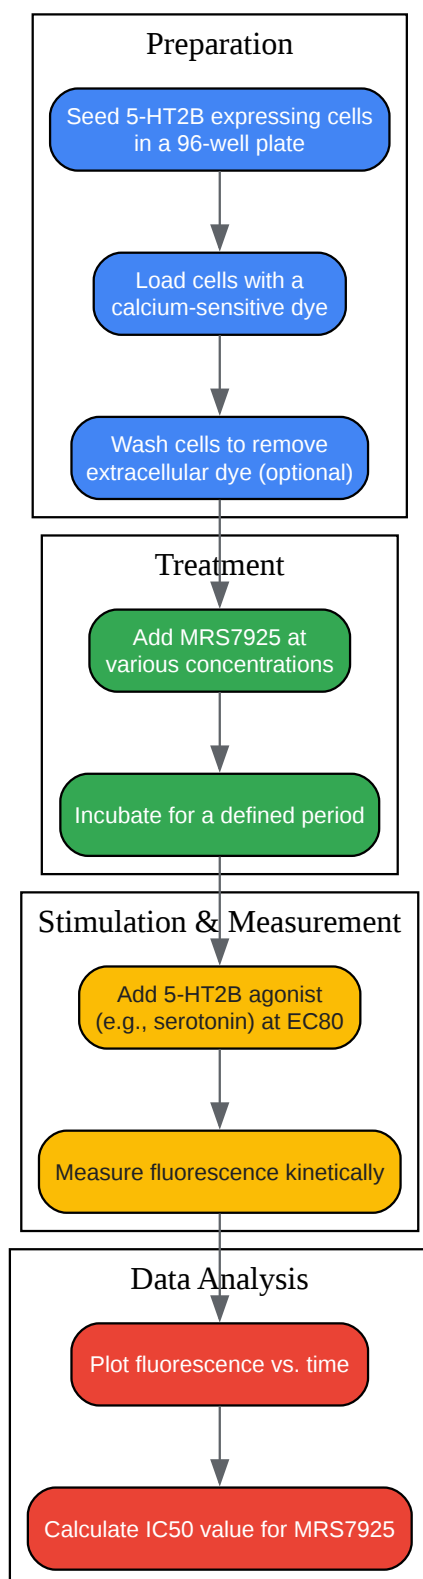 Preparation
Seed 5-HT2B expressing cells
in a 96-well plate
Load cells with a
calcium-sensitive dye
Wash cells to remove
extracellular dye (optional)
Treatment
Add MRS7925 at
various concentrations
Incubate for a defined period
Stimulation & Measurement
Add 5-HT2B agonist
(e.g., serotonin) at EC80
Measure fluorescence kinetically
Data Analysis
Plot fluorescence vs. time
Calculate IC50 value for MRS7925